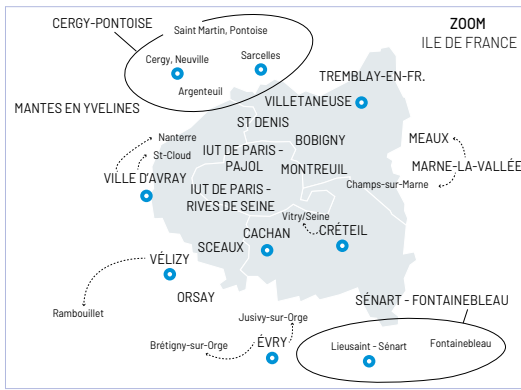 CERGY-PONTOISE
ZOOM
ILE DE FRANCE
Saint Martin, Pontoise
Cergy, Neuville
Sarcelles
Argenteuil
TREMBLAY-EN-FR.
MANTES EN YVELINES
VILLETANEUSE
ST DENIS
Nanterre
BOBIGNY
MEAUX
St-Cloud
IUT DE PARIS -
PAJOL
MONTREUIL
MARNE-LA-VALLÉE
VILLE D'AVRAY
Champs-sur-Marne
IUT DE PARIS -
RIVES DE SEINE
Vitry/Seine
CACHAN
CRÉTEIL
SCEAUX
VÉLIZY
ORSAY
SÉNART - FONTAINEBLEAU
Rambouillet
Jusivy-sur-Orge
Brétigny-sur-Orge
ÉVRY
Lieusaint - Sénart
Fontainebleau